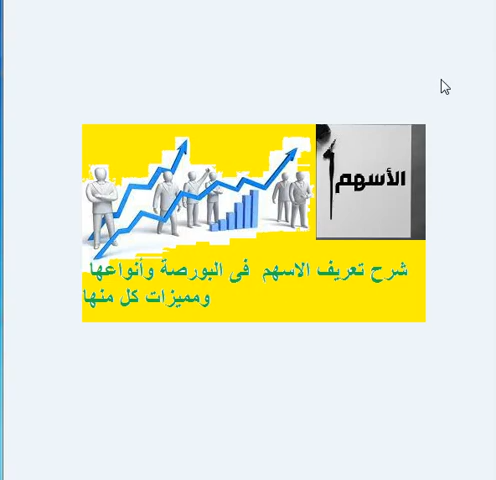 الأسهم
شرح تعريف الاسهم فى البورصة وأنواعها
ومميزات كل منها